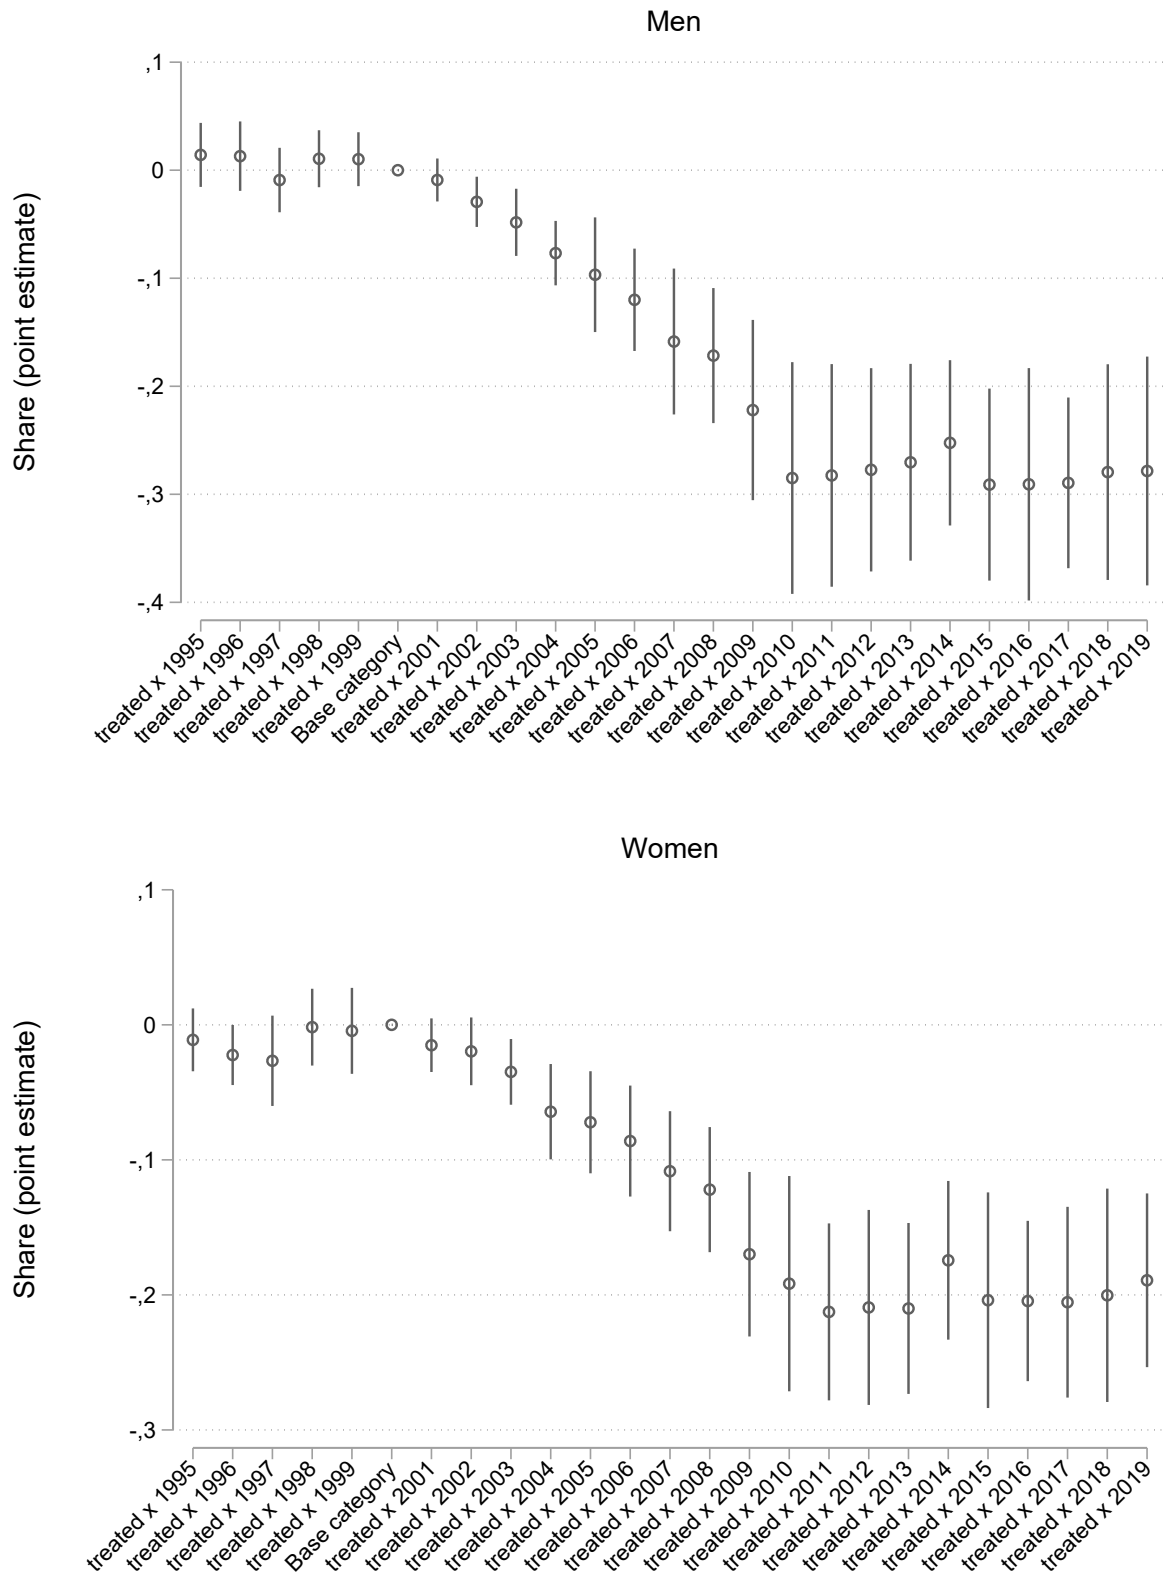 Men
Share (point estimate)
,1
0
-,1
-,2
-,3
-,4
treated x 1995
treated x 1996
treated x 1997
treated x 1998
treated x 1999
Base category
treated x 2001
treated x 2002
treated x 2003
treated x 2004
treated x 2005
treated x 2006
treated x 2007
treated x 2008
treated x 2009
treated x 2010
treated x 2011
treated x 2012
treated x 2013
treated x 2014
treated x 2015
treated x 2016
treated x 2017
treated x 2018
treated x 2019
Women
Share (point estimate)
,1
0
-,1
-,2
-,3
treated x 1995
treated x 1996
treated x 1997
treated x 1998
treated x 1999
Base category
treated x 2001
treated x 2002
treated x 2003
treated x 2004
treated x 2005
treated x 2006
treated x 2007
treated x 2008
treated x 2009
treated x 2010
treated x 2011
treated x 2012
treated x 2013
treated x 2014
treated x 2015
treated x 2016
treated x 2017
treated x 2018
treated x 2019